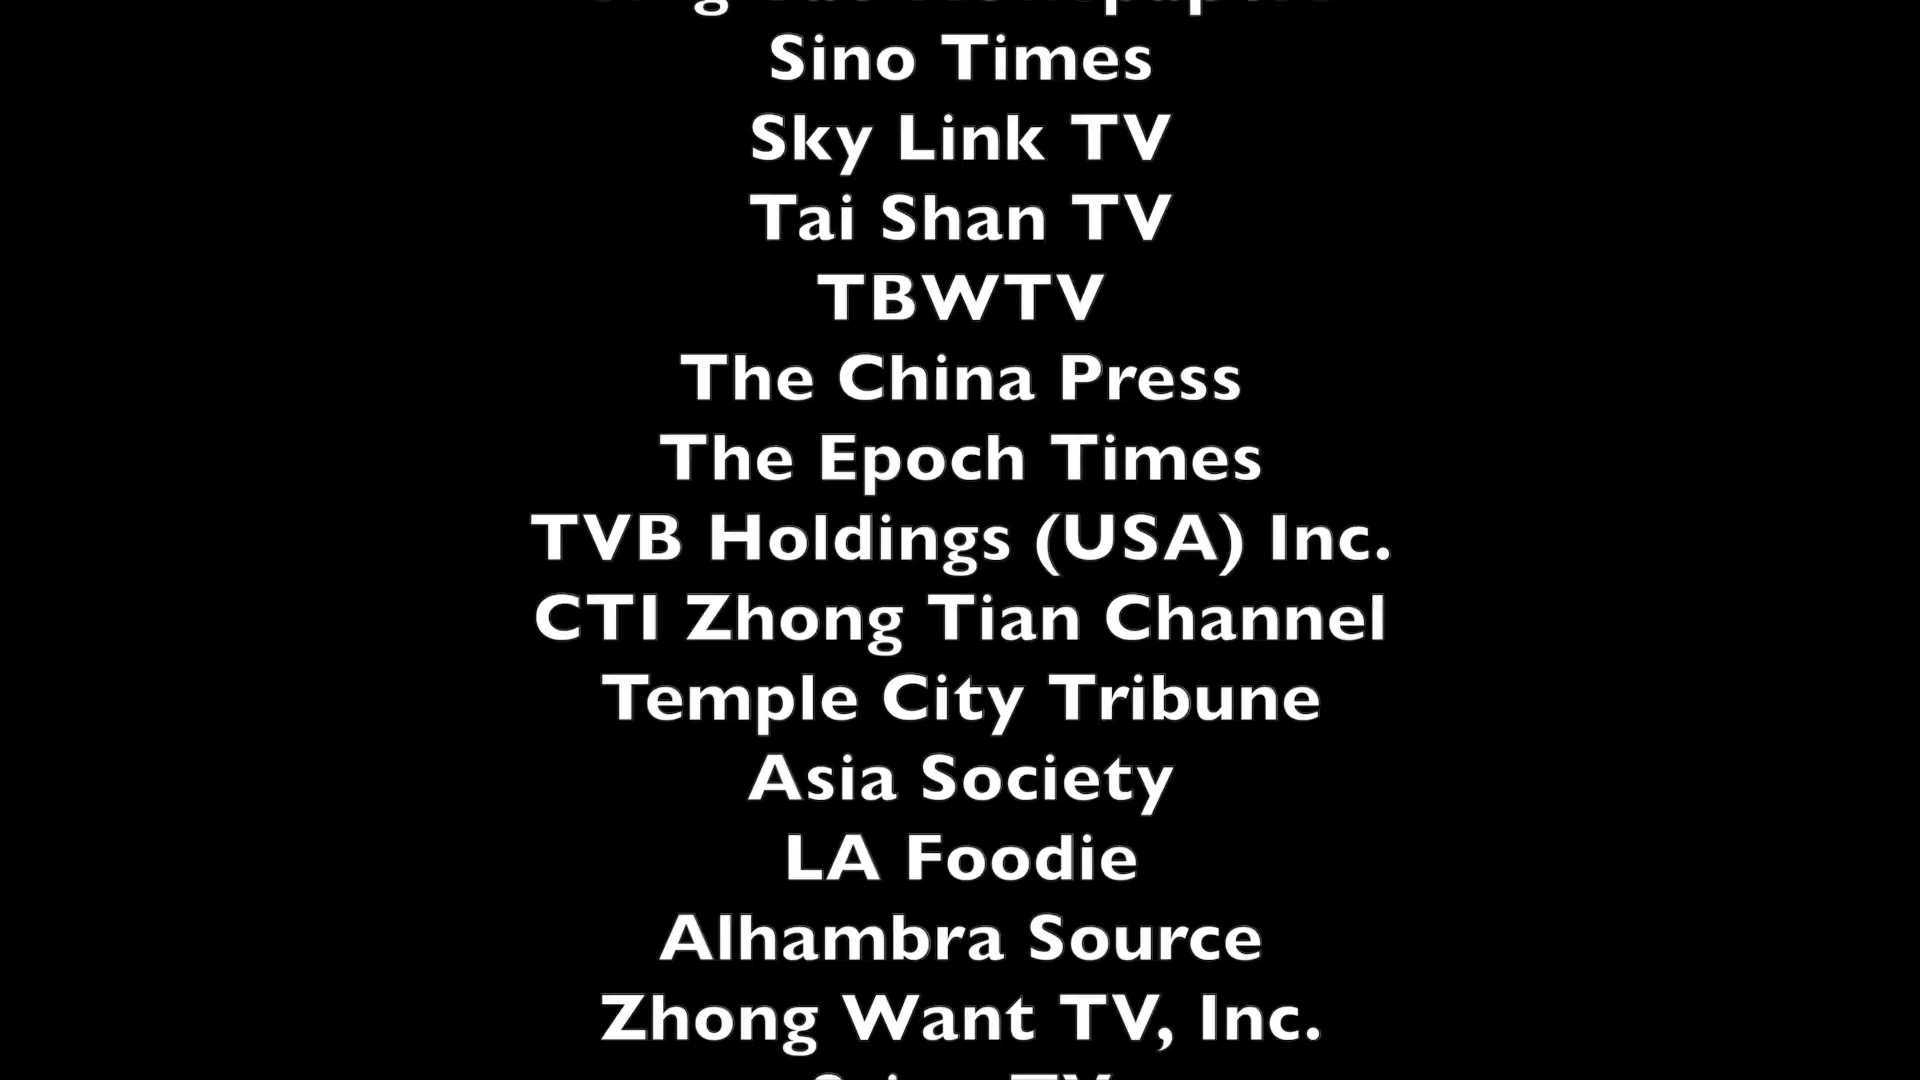 Sino Times
Sky Link TV
Tai Shan TV
TBWTV
The China Press
The Epoch Times
TVB Holdings (USA) Inc.
CTI Zhong Tian Channel
Temple City Tribune
Asia Society
LA Foodie
Alhambra Source
Zhong Want TV, Inc.